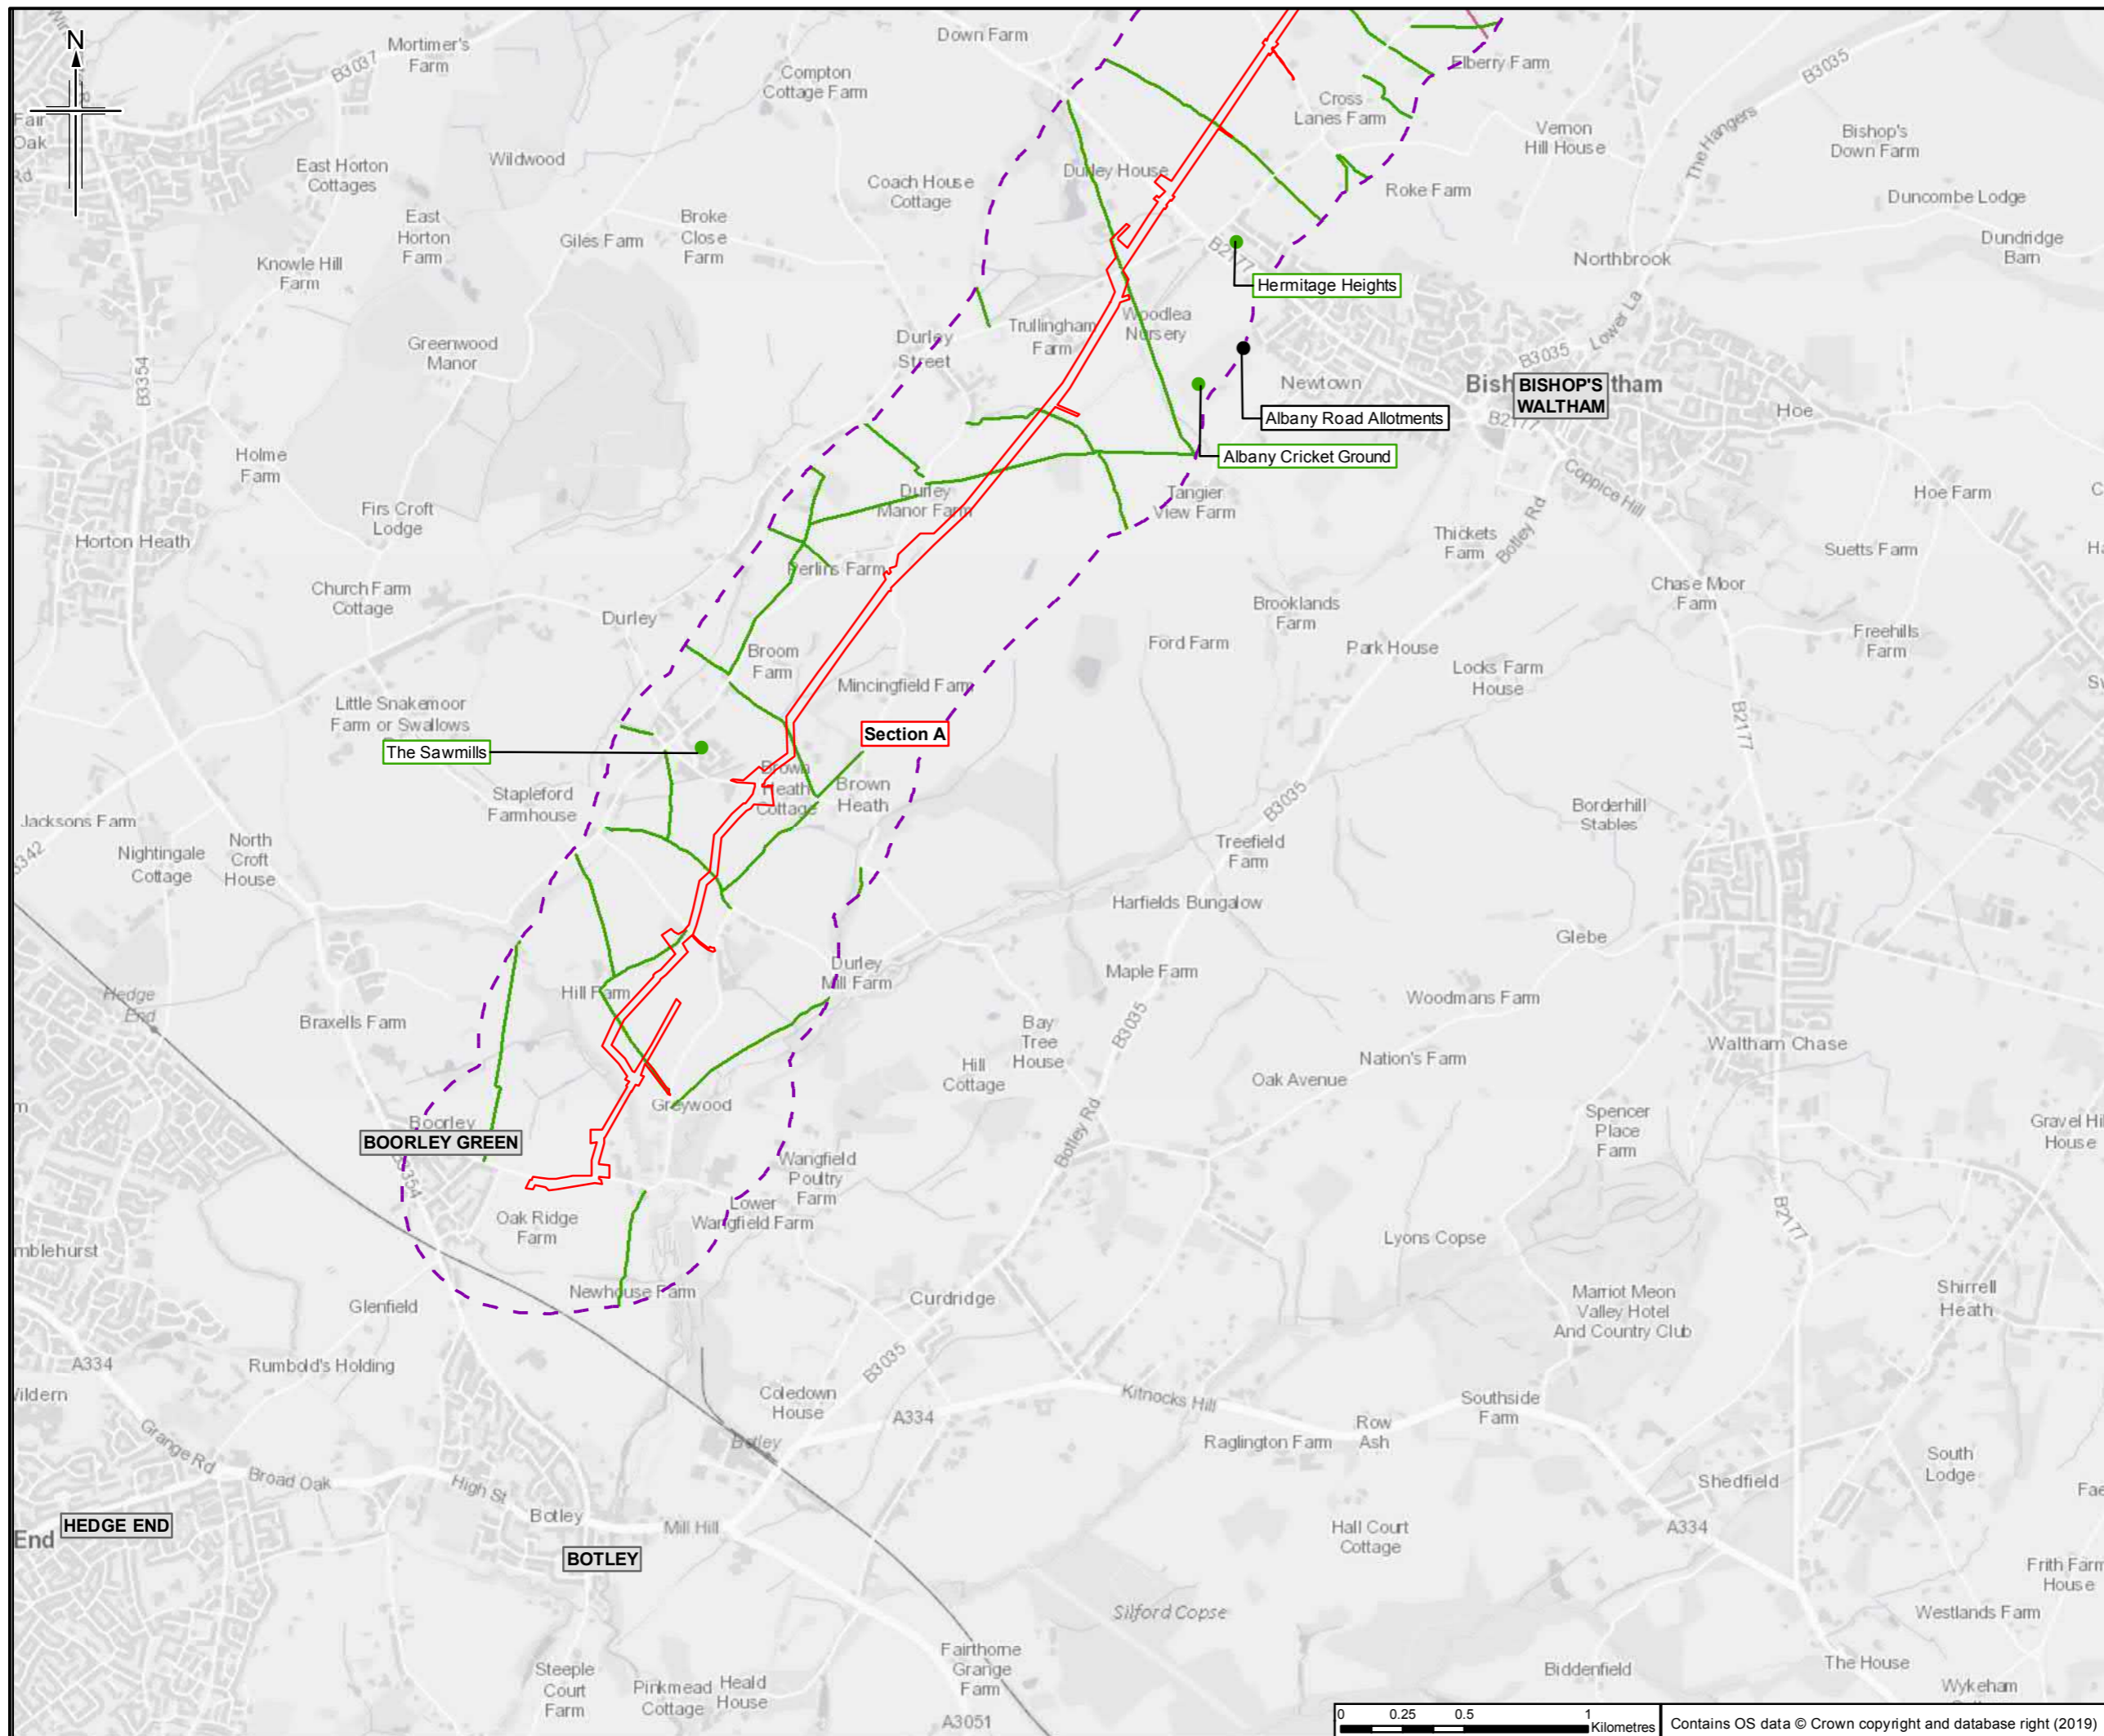 N
Mortimer's
Farm
B3037
Down Farm
Compton
Cottage Farm
Elberry Farm
B3035
Cross
Lanes Farm
Vernon
Hill House
The Hangers
Bishop's
Down Farm
Fair
Oak
Rd
East Horton
Cottages
Wildwood
Coach House
Cottage
Durley House
Roke Farm
Duncombe Lodge
East
Horton
Farm
Giles Farm
Broke
Close
Farm
B2177
Northbrook
Dundridge
Barn
Knowle Hill
Farm
Hermitage Heights
Greenwood
Manor
Durley
Street
Trullingham
Farm
Woodlea
Nursery
Lower La
B3035
B3354
Newtown
Bish
tham
BISHOP'S
WALTHAM
Hoe
Albany Road Allotments
B2177
Albany Cricket Ground
Holme
Farm
Coppice Hill
Firs Croft
Lodge
Durley
Manor Farm
Tangier
View Farm
Hoe Farm
Horton Heath
Thickets
Farm
Botley Rd
Suetts Farm
Perlins Farm
Church Farm
Cottage
Durley
Brooklands
Farm
Chase Moor
Farm
Broom
Farm
Ford Farm
Park House
Freehills
Farm
Locks Farm
House
Mincingfield Farm
Little Snakemoor
Farm or Swallows
B2177
Section A
The Sawmills
Brown
Heath
Cottage
Brown
Heath
Stapleford
Farmhouse
B3035
Borderhill
Stables
Jacksons Farm
Nightingale
Cottage
North
Croft
House
Treefield
Farm
Harfields Bungalow
Glebe
Durley
Mill Farm
Maple Farm
Hedge
End
Hill Farm
Woodmans Farm
Braxells Farm
Bay
Tree
House
B3035
Waltham Chase
Hill
Cottage
Nation's Farm
Oak Avenue
Greywood
Boorley
BOORLEY GREEN
Spencer
Place
Farm
Gravel Hil
House
Botley Rd
Wangfield
Poultry
Farm
B3354
Lower
Wangfield Farm
Oak Ridge
Farm
B2177
Lyons Copse
mblehurst
Newhouse Farm
Glenfield
Curdridge
Marriot Meon
Valley Hotel
And Country Club
Shirrell
Heath
A334
Rumbold's Holding
B3035
Wildern
Coledown
House
Kitnocks Hill
A334
Southside
Farm
Row
Ash
Grange Rd
Botley
Raglington Farm
South
Lodge
Broad Oak
High St
Shedfield
Botley
Mill Hill
End
HEDGE END
Hall Court
Cottage
A334
BOTLEY
Frith Farm
House
Silford Copse
Westlands Farm
Fairthorne
Grange
Farm
Steeple
Court
Farm
Pinkmead
Cottage
Heald
House
Biddenfield
The House
Wykeham
A3051
0 0.25 0.5 1
Kilometres
Contains OS data © Crown copyright and database right (2019)